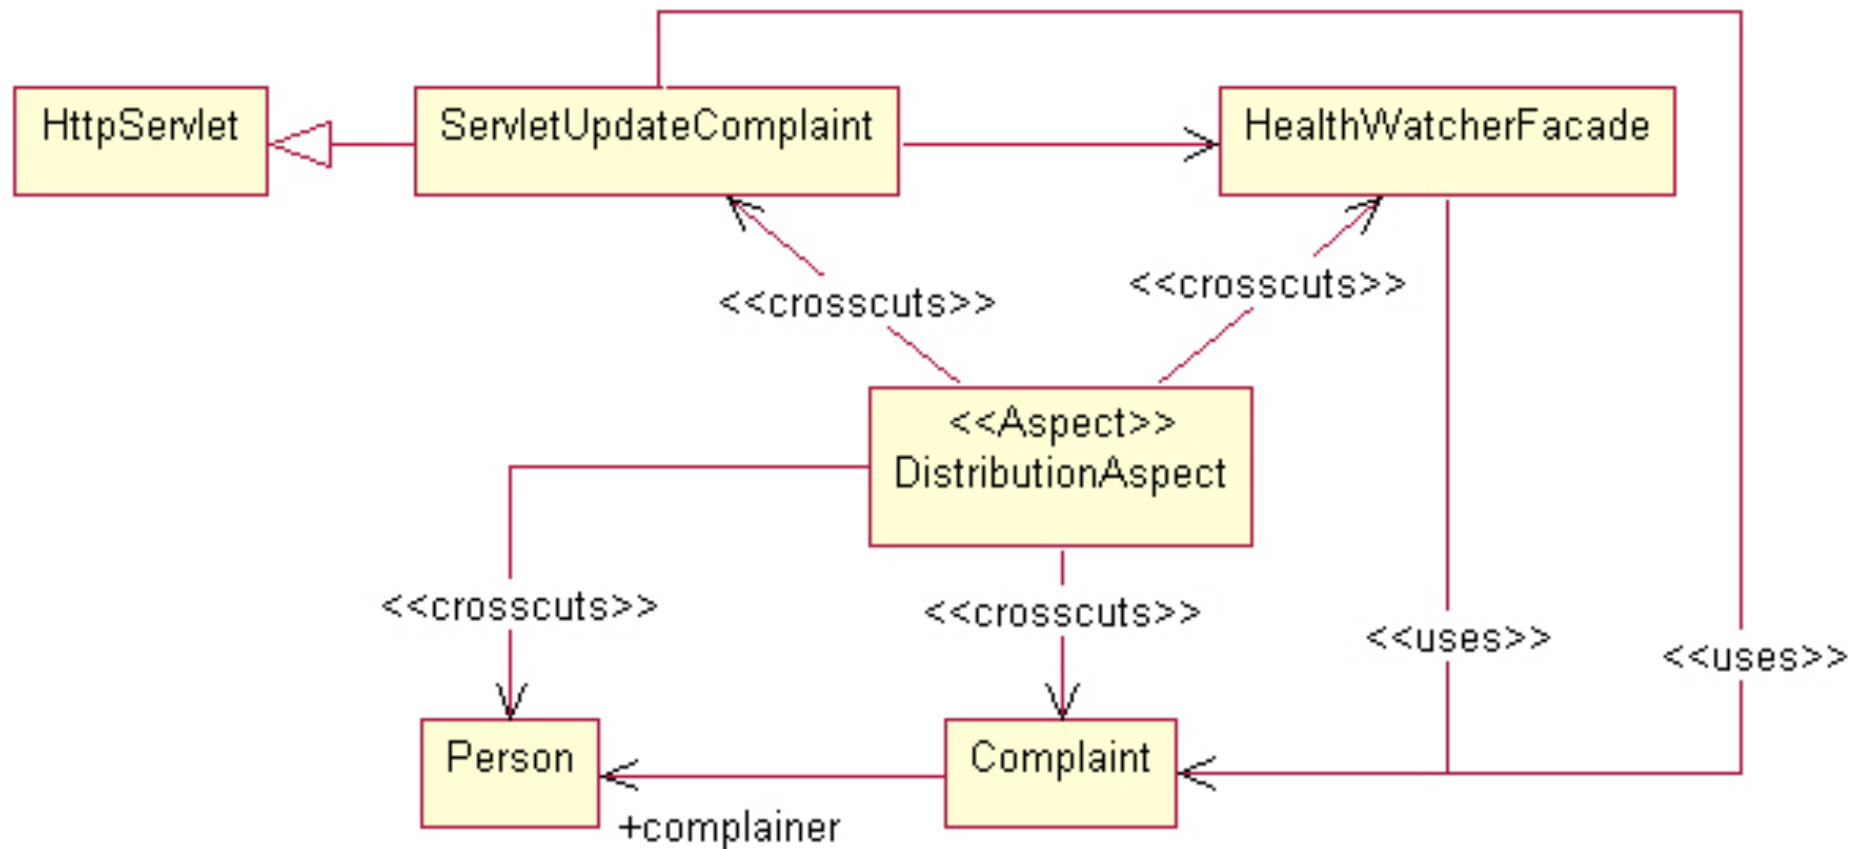 HttpServlet
ServletUpdateComplaint
HealthWatcherFacade
<<crosscuts>>
<<crosscuts>>
<<Aspect>>
DistributionAspect
<<crosscuts>>
<<crosscuts>>
<<uses>>
<<uses>>
Person
Complaint
+complainer